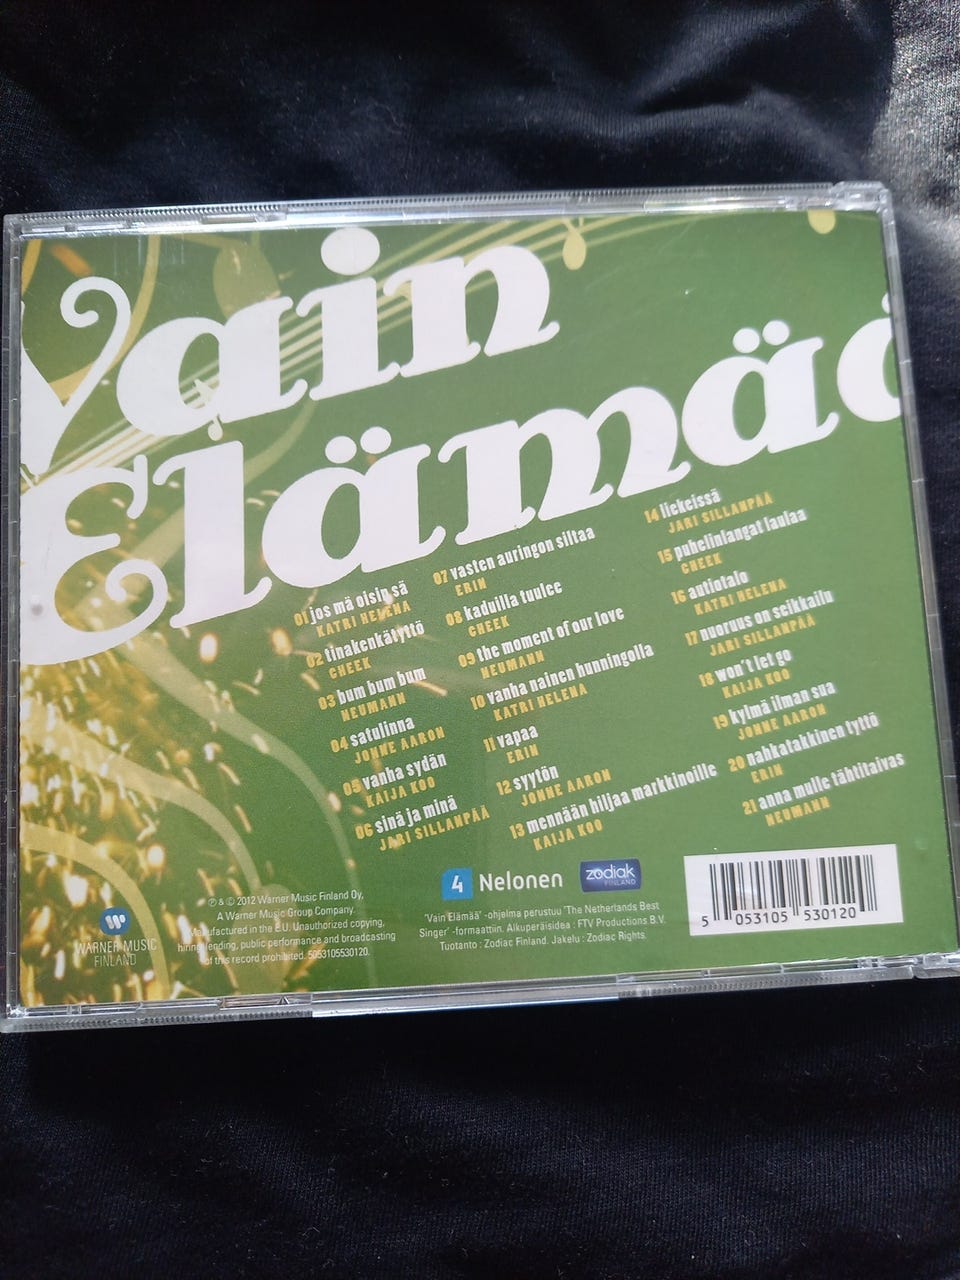 Vain
Elämää
01 jos mä oisin sä
KATRI HELENA
02 tinakenkätyttö
CHEEK
03 bum bum bum
NEUMANN
04 satulinna
JONNE AARON
05 vanha sydän
KAIJA KOO
06 sinä ja minä
JARI SILLANPÄÄ
07 vasten auringon siltaa
ERIN
08 kaduilla tuulee
CHEEK
09 the moment of our love
NEUMANN
10 vanha nainen hunningolla
KATRI HELENA
11 vapaa
ERIN
12 syytön
JONNE AARON
13 mennään hiljaa markkinoille
KAIJA KOO
14 liekeissä
JARI SILLANPÄÄ
15 puhelinlangat laulaa
CHEEK
16 autiotalo
KATRI HELENA
17 nuoruus on seikkailu
JARI SILLANPÄÄ
18 won't let go
KAIJA KOO
19 kylmä ilman sua
JONNE AARON
20 nahkatakkinen tyttö
ERIN
21 anna mulle tähtitaivas
NEUMANN
WARNER MUSIC
FINLAND
℗ & © 2012 Warner Music Finland Oy,
A Warner Music Group Company.
Manufactured in the E.U. Unauthorized copying,
hiring, lending, public performance and broadcasting
of this record prohibited. 5053105530120.
4 Nelonen
zodiak
FINLAND
'Vain Elämää' -ohjelma perustuu 'The Netherlands Best
Singer' -formaattiin. Alkuperäisidea : FTV Productions B.V.
Tuotanto : Zodiac Finland. Jakelu : Zodiac Rights.
5 053105 530120